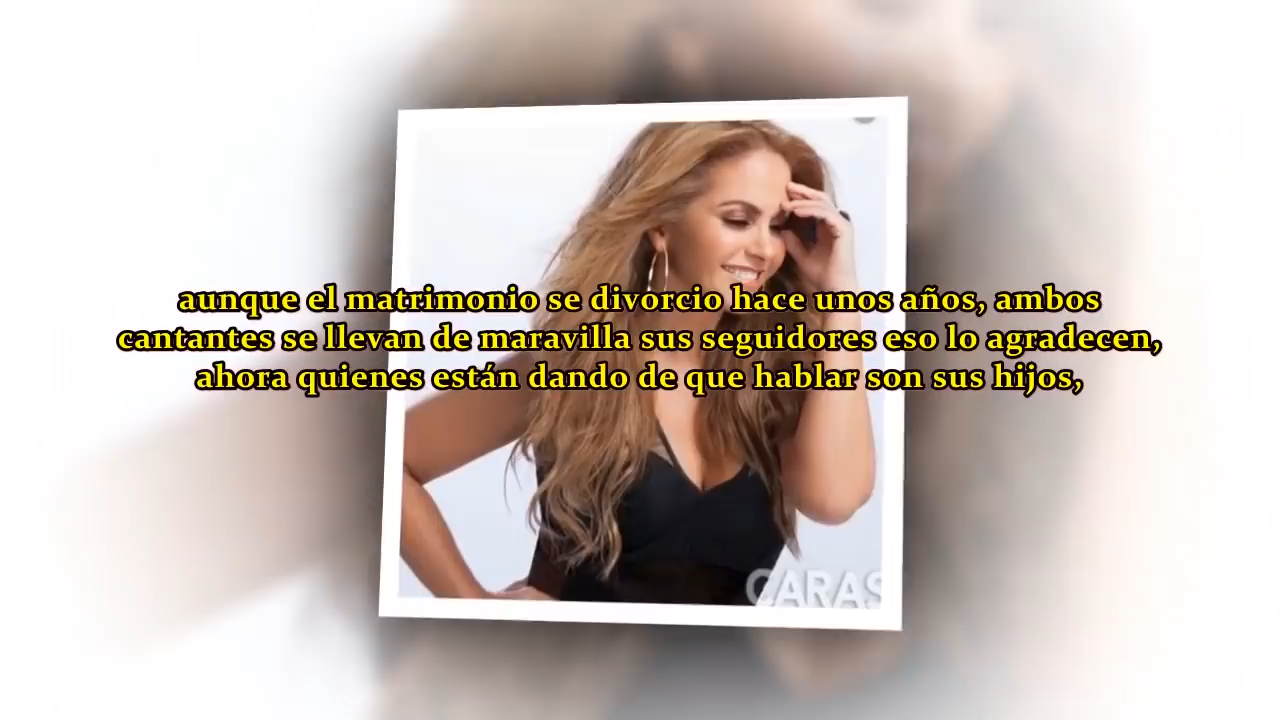 aunque el matrimonio se divorcio hace unos años, ambos
cantantes se llevan de maravilla sus seguidores eso lo agradecen,
ahora quienes están dando de que hablar son sus hijos,
CARAS